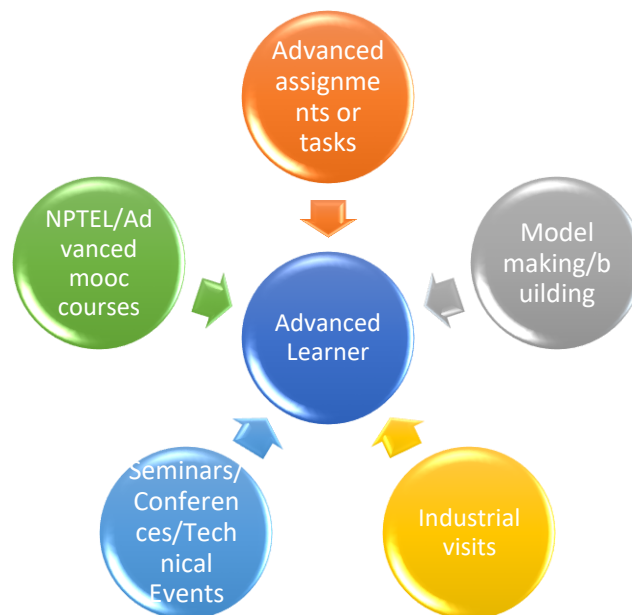 Advanced
assignme
nts or
tasks
NPTEL/Ad
vanced
mooc
courses
Model
making/b
uilding
Advanced
Learner
Seminars/
Conferen
ces/Tech
nical
Events
Industrial
visits